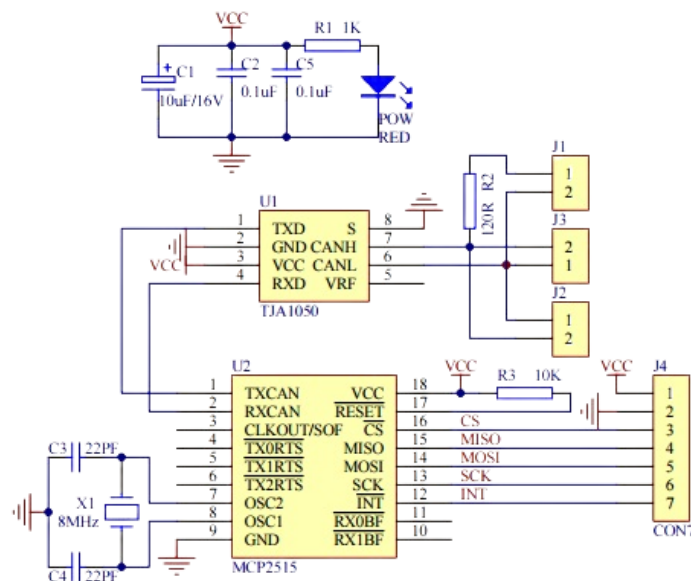 VCC
R1 1K
C1
10uF/16V
C2
0.1uF
C5
0.1uF
POW
RED
U1
1 TXD S 8
2 GND CANH 7
3 VCC CANL 6
4 RXD VRF 5
VCC
TJA1050
120R R2
J1
1
2
J3
2
1
J2
1
2
U2
1 TXCAN VCC 18
2 RXCAN RESET 17
3 CLKOUT/SOF CS 16
4 TX0RTS MISO 15
5 TX1RTS MOSI 14
6 TX2RTS SCK 13
7 OSC2 INT 12
8 OSC1 RX0BF 11
9 GND RX1BF 10
MCP2515
C3 22PF
X1
8MHz
C4 22PF
VCC
R3 10K
CS
MISO
MOSI
SCK
INT
VCC
J4
1
2
3
4
5
6
7
CON7